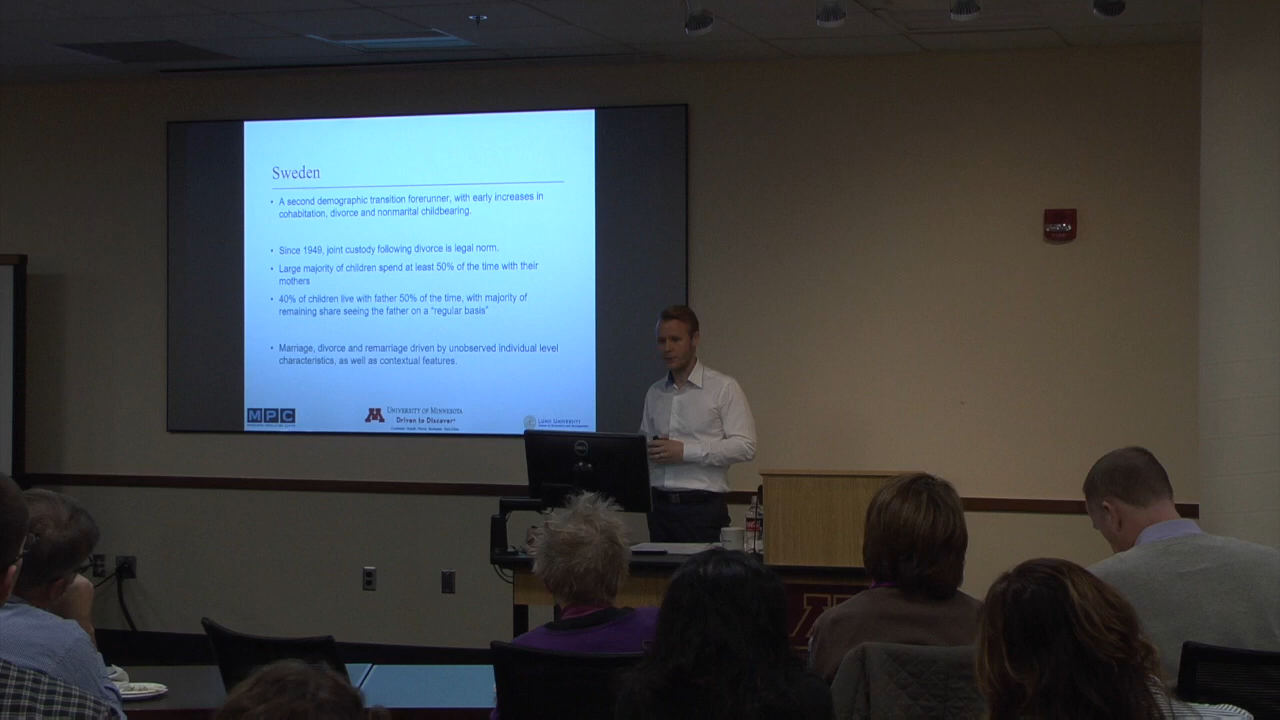 Sweden
• A second demographic transition forerunner, with early increases in
cohabitation, divorce and nonmarital childbearing.
• Since 1949, joint custody following divorce is legal norm.
• Large majority of children spend at least 50% of the time with their
mothers
• 40% of children live with father 50% of the time, with majority of
remaining share seeing the father on a "regular basis"
• Marriage, divorce and remarriage driven by unobserved individual level
characteristics, as well as contextual features.
MPC
UNIVERSITY OF MINNESOTA
Driven to Discover
LUND UNIVERSITY
DELL